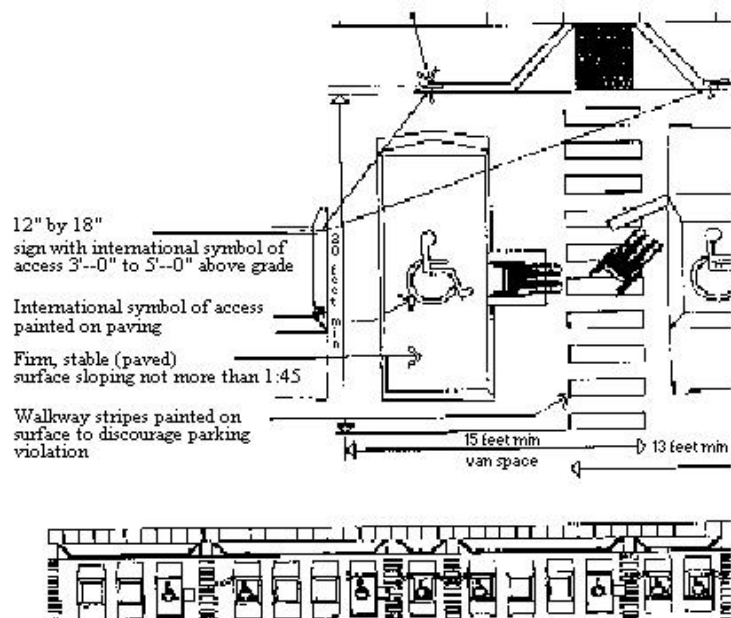 12" by 18"
sign with international symbol of
access 3'--0" to 5'--0" above grade
International symbol of access
painted on paving
Firm, stable (paved)
surface sloping not more than 1:45
Walkway stripes painted on
surface to discourage parking
violation
20 feet min
15 feet min
van space
13 feet min